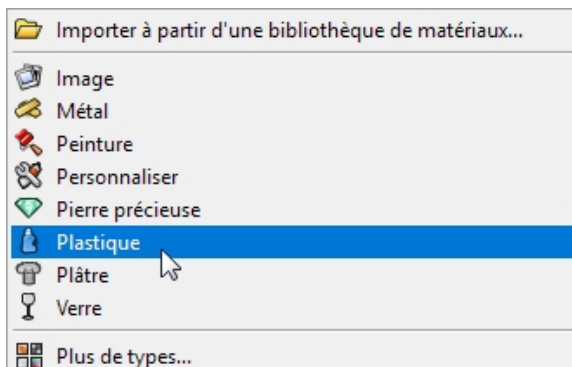 Importer à partir d'une bibliothèque de matériaux...
Image
Métal
Peinture
Personnaliser
Pierre précieuse
Plastique
Plâtre
Verre
Plus de types...